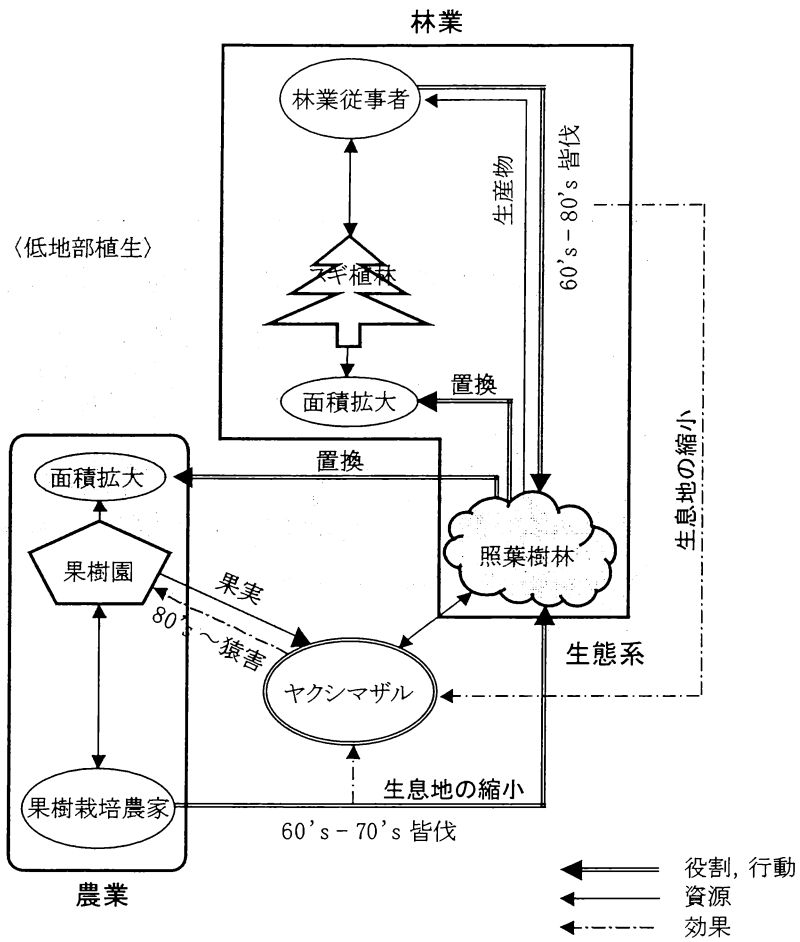 林業
林業従事者
生産物
60's－80's 皆伐
〈低地部植生〉
スギ植林
置換
面積拡大
生息地の縮小
置換
面積拡大
照葉樹林
果樹園
果実
80's～猿害
生態系
ヤクシマザル
生息地の縮小
果樹栽培農家
60's－70's 皆伐
農業
役割，行動
資源
効果